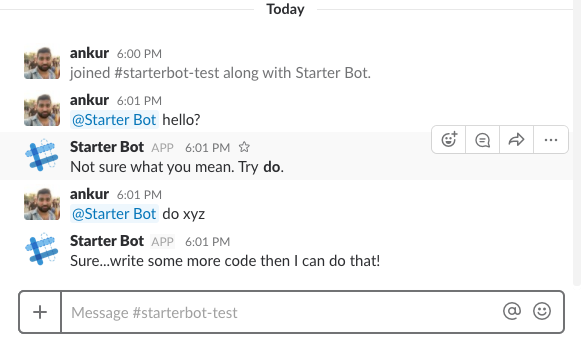 Today
ankur 6:00 PM
joined #starterbot-test along with Starter Bot.
ankur 6:01 PM
@Starter Bot hello?
Starter Bot APP 6:01 PM
Not sure what you mean. Try do.
ankur 6:01 PM
@Starter Bot do xyz
Starter Bot APP 6:01 PM
Sure...write some more code then I can do that!
Message #starterbot-test